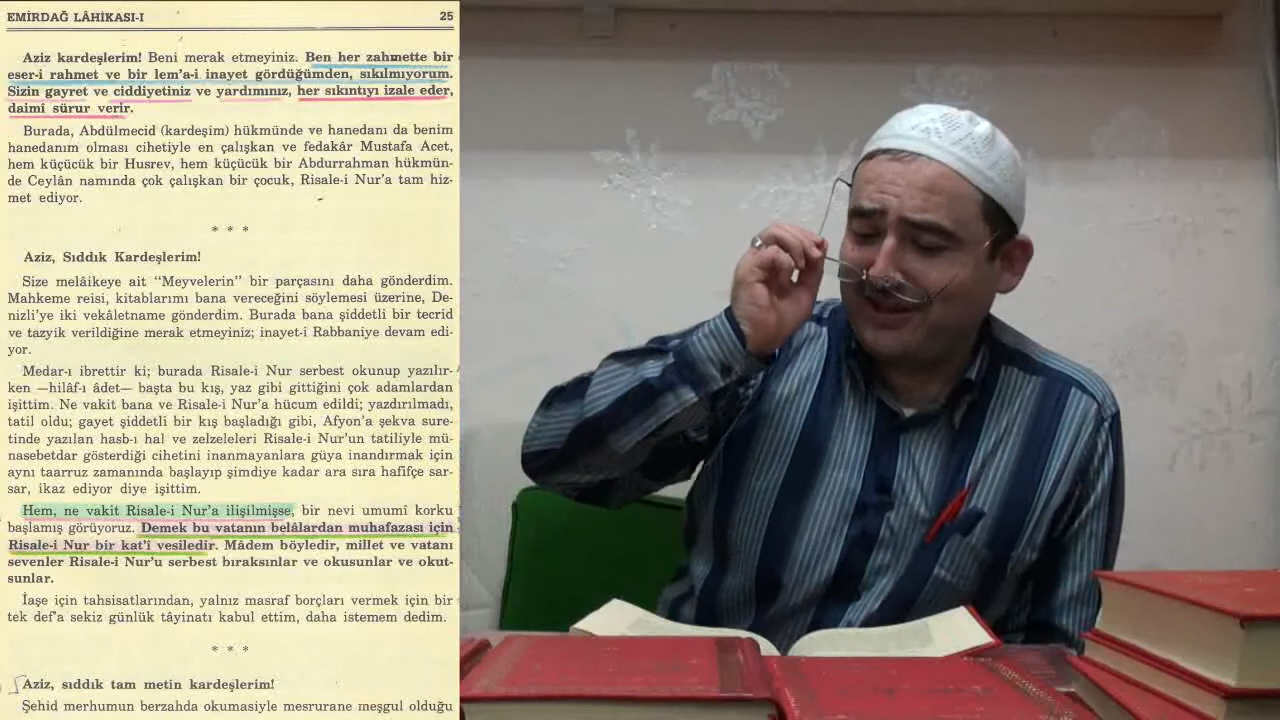 EMİRDAĞ LÂHİKASI-I 25
Aziz kardeşlerim! Beni merak etmeyiniz. Ben her zahmette bir
eser-i rahmet ve bir lem'a-i inayet gördüğümden, sıkılmıyorum.
Sizin gayret ve ciddiyetiniz ve yardımınız, her sıkıntıyı izale eder,
daimî sürur verir.
Burada, Abdülmecid (kardeşim) hükmünde ve hanedanı da benim
hanedanım olması cihetiyle en çalışkan ve fedakâr Mustafa Acet,
hem küçücük bir Husrev, hem küçücük bir Abdurrahman hükmün-
de Ceylân namında çok çalışkan bir çocuk, Risale-i Nur'a tam hiz-
met ediyor.
* * *
Aziz, Sıddık Kardeşlerim!
Size melâikeye ait "Meyvelerin" bir parçasını daha gönderdim.
Mahkeme reisi, kitablarımı bana vereceğini söylemesi üzerine, De-
nizli'ye iki vekâletname gönderdim. Burada bana şiddetli bir tecrid
ve tazyik verildiğine merak etmeyiniz; inayet-i Rabbaniye devam edi-
yor.
Medar-ı ibrettir ki; burada Risale-i Nur serbest okunup yazılır-
ken —hilâf-ı âdet— başta bu kış, yaz gibi gittiğini çok adamlardan
işittim. Ne vakit bana ve Risale-i Nur'a hücum edildi; yazdırılmadı,
tatil oldu; gayet şiddetli bir kış başladığı gibi, Afyon'a şekva sure-
tinde yazılan hasb-ı hal ve zelzeleleri Risale-i Nur'un tatiliyle mü-
nasebetdar gösterdiği cihetini inanmayanlara güya inandırmak için
aynı taarruz zamanında başlayıp şimdiye kadar ara sıra hafifçe sar-
sar, ikaz ediyor diye işittim.
Hem, ne vakit Risale-i Nur'a ilişilmişse, bir nevi umumî korku
başlamış görüyoruz. Demek bu vatanın belâlardan muhafazası için
Risale-i Nur bir kat'î vesiledir. Mâdem böyledir, millet ve vatanı
sevenler Risale-i Nur'u serbest bıraksınlar ve okusunlar ve okut-
sunlar.
İaşe için tahsisatlarından, yalnız masraf borçları vermek için bir
tek def'a sekiz günlük tâyinatı kabul ettim, daha istemem dedim.
* * *
Aziz, sıddık tam metin kardeşlerim!
Şehid merhumun berzahda okumasiyle mesrurane meşgul olduğu